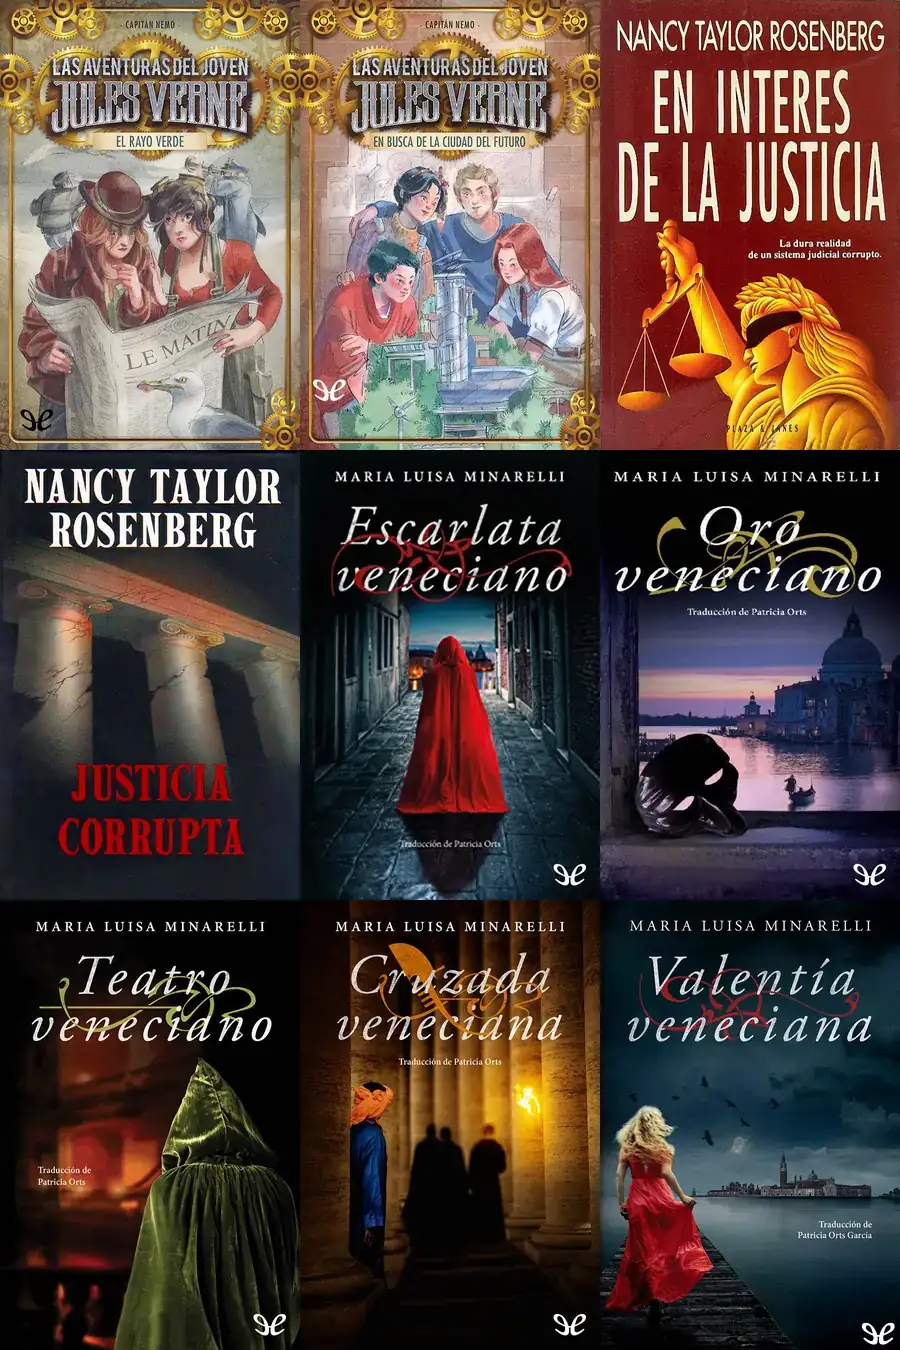 · CAPITÁN NEMO ·
LAS AVENTURAS DEL JOVEN
JULES VERNE
EL RAYO VERDE
LE MATIN
· CAPITÁN NEMO ·
LAS AVENTURAS DEL JOVEN
JULES VERNE
EN BUSCA DE LA CIUDAD DEL FUTURO
NANCY TAYLOR ROSENBERG
EN INTERES
DE LA JUSTICIA
La dura realidad
de un sistema judicial corrupto.
PLAZA & JANES
NANCY TAYLOR
ROSENBERG
JUSTICIA
CORRUPTA
MARIA LUISA MINARELLI
Escarlata
veneciano
Traducción de Patricia Orts
MARIA LUISA MINARELLI
Oro
veneciano
Traducción de Patricia Orts
MARIA LUISA MINARELLI
Teatro
veneciano
Traducción de
Patricia Orts
MARIA LUISA MINARELLI
Cruzada
veneciana
Traducción de Patricia Orts
MARIA LUISA MINARELLI
Valentía
veneciana
Traducción de
Patricia Orts García